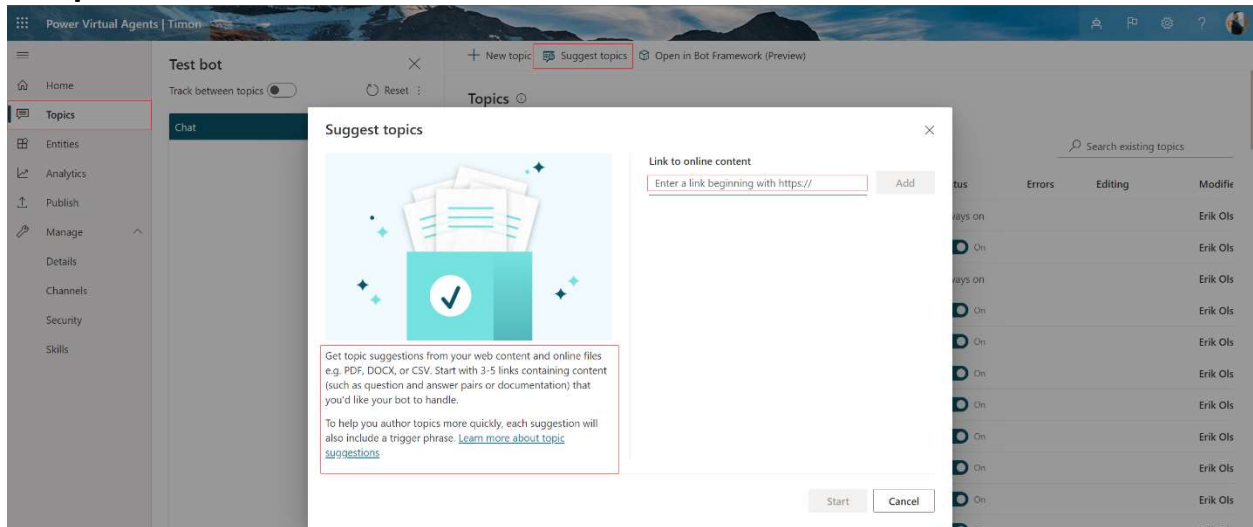 Power Virtual Agents | Timon
?
Home
Topics
Entities
Analytics
Publish
Manage
Details
Channels
Security
Skills
Test bot
Track between topics
Reset
Chat
New topic
Suggest topics
Open in Bot Framework (Preview)
Topics
Search existing topics
tus Errors Editing Modifie
ways on Erik Ols
On Erik Ols
ways on Erik Ols
On Erik Ols
On Erik Ols
On Erik Ols
On Erik Ols
On Erik Ols
On Erik Ols
On Erik Ols
Suggest topics
Link to online content
Enter a link beginning with https:// Add
Get topic suggestions from your web content and online files
e.g. PDF, DOCX, or CSV. Start with 3-5 links containing content
(such as question and answer pairs or documentation) that
you'd like your bot to handle.
To help you author topics more quickly, each suggestion will
also include a trigger phrase. Learn more about topic
suggestions
Start Cancel